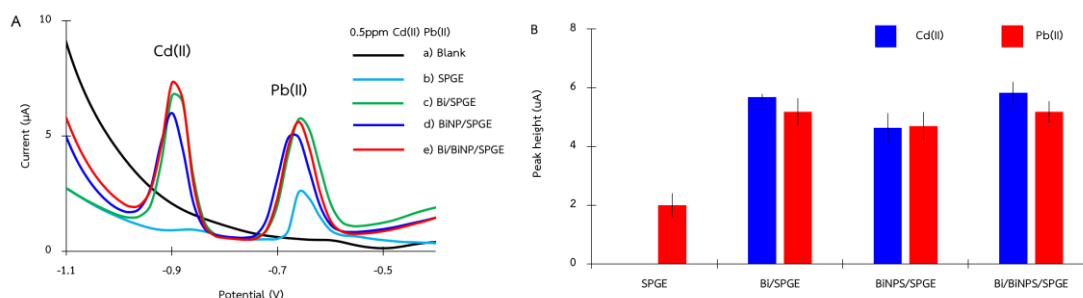 A
10
5
0
Current (µA)
-1.1
-0.9
-0.7
-0.5
Potential (V)
Cd(II)
Pb(II)
0.5ppm Cd(II) Pb(II)
a) Blank
b) SPGE
c) Bi/SPGE
d) BiNP/SPGE
e) Bi/BiNP/SPGE
B
Cd(II)
Pb(II)
8
6
4
2
0
Peak height (uA)
SPGE
Bi/SPGE
BiNPS/SPGE
Bi/BiNPS/SPGE